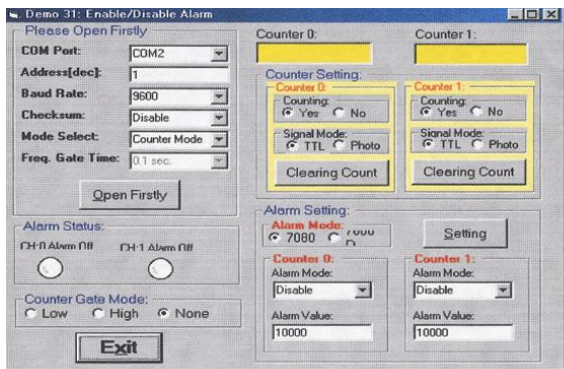 Demo 31: Enable/Disable Alarm
Please Open Firstly
COM Port: COM2
Address[dec]: 1
Baud Rate: 9600
Checksum: Disable
Mode Select: Counter Mode
Freq. Gate Time: 0.1 sec.
Open Firstly
Alarm Status:
CH:0 Alarm Off CH:1 Alarm Off
Counter Gate Mode:
Low High None
Exit
Counter 0: Counter 1:
Counter Setting:
Counter 0:
Counting:
Yes No
Signal Mode:
TTL Photo
Clearing Count
Counter 1:
Counting:
Yes No
Signal Mode:
TTL Photo
Clearing Count
Alarm Setting:
Alarm Mode:
7080
Setting
Counter 0:
Alarm Mode:
Disable
Alarm Value:
10000
Counter 1:
Alarm Mode:
Disable
Alarm Value:
10000